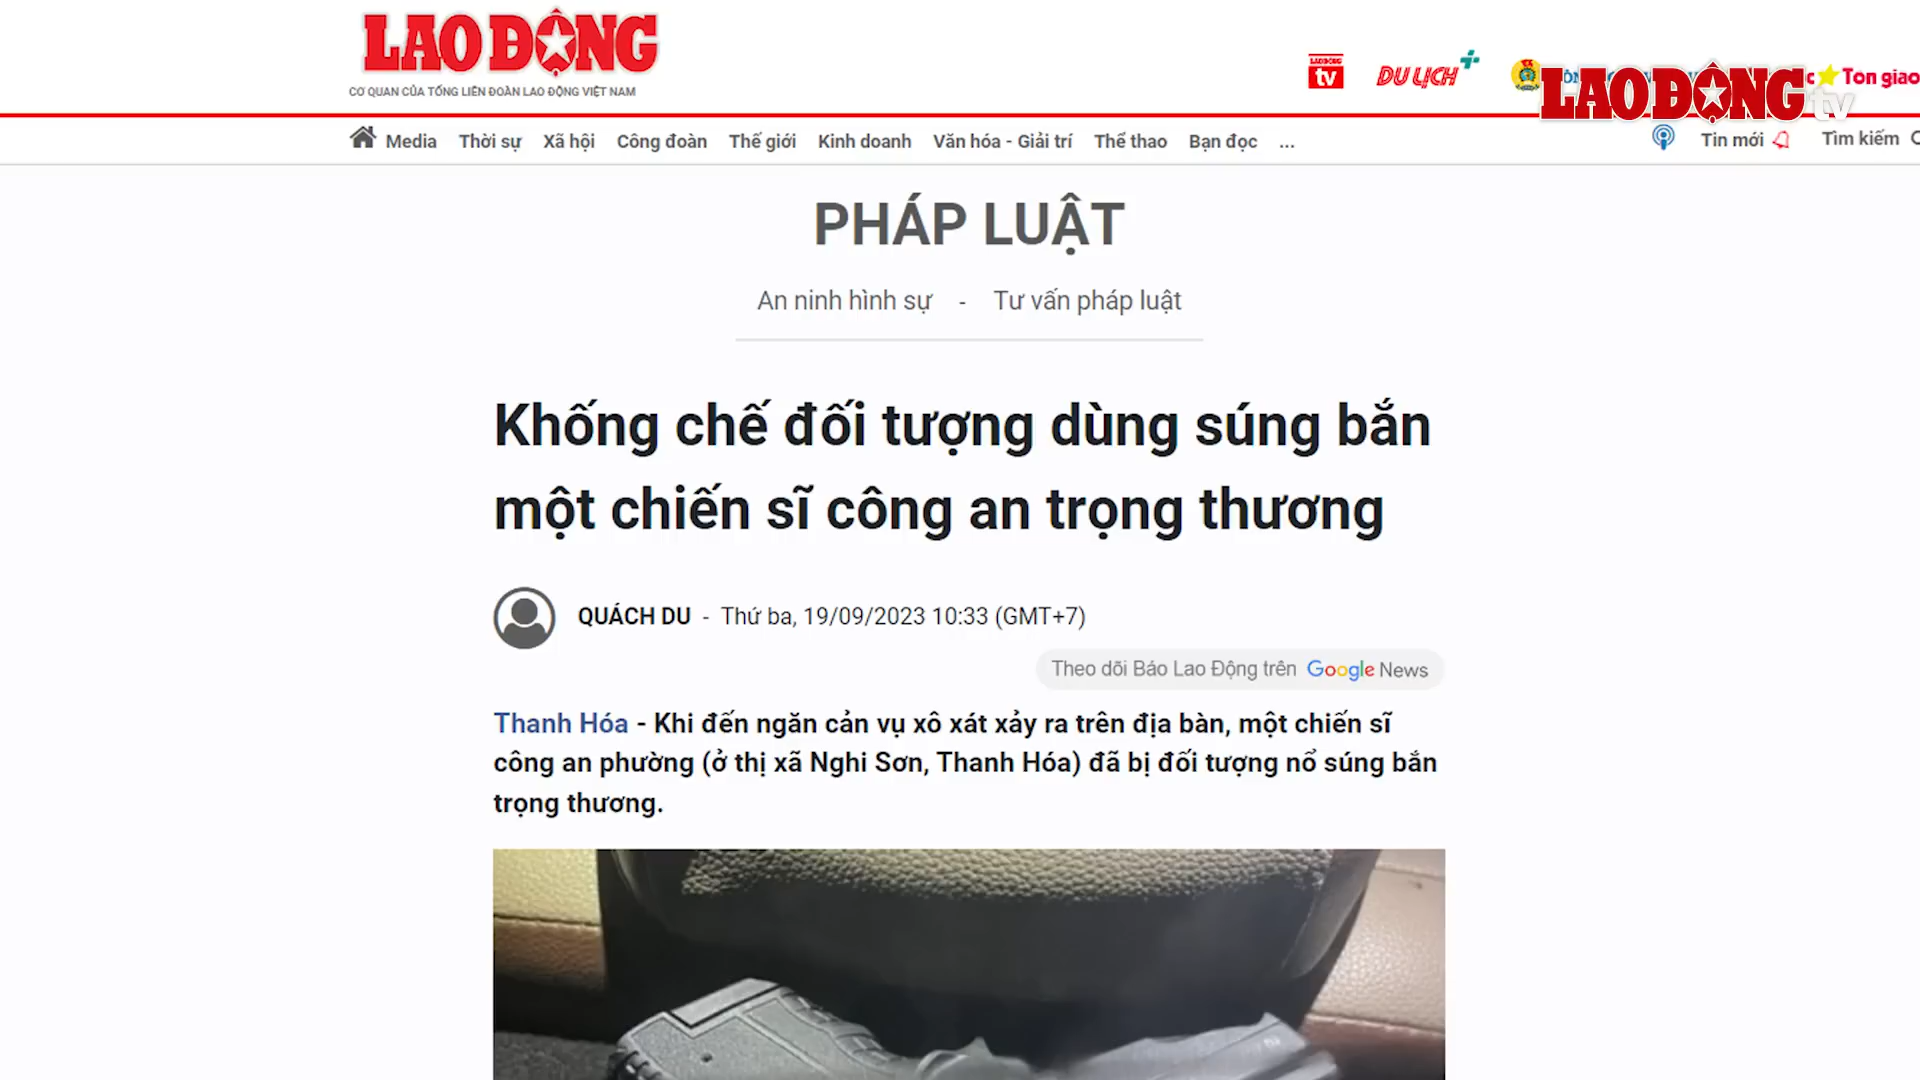 LAO ĐỘNG
CƠ QUAN CỦA TỔNG LIÊN ĐOÀN LAO ĐỘNG VIỆT NAM
LAO ĐỘNG tv
DU LỊCH+
Ton giao
LAO ĐỘNG tv
Media Thời sự Xã hội Công đoàn Thế giới Kinh doanh Văn hóa - Giải trí Thể thao Bạn đọc ...
Tin mới Tìm kiếm
PHÁP LUẬT
An ninh hình sự - Tư vấn pháp luật
Khống chế đối tượng dùng súng bắn
một chiến sĩ công an trọng thương
QUÁCH DU - Thứ ba, 19/09/2023 10:33 (GMT+7)
Theo dõi Báo Lao Động trên Google News
Thanh Hóa - Khi đến ngăn cản vụ xô xát xảy ra trên địa bàn, một chiến sĩ
công an phường (ở thị xã Nghi Sơn, Thanh Hóa) đã bị đối tượng nổ súng bắn
trọng thương.